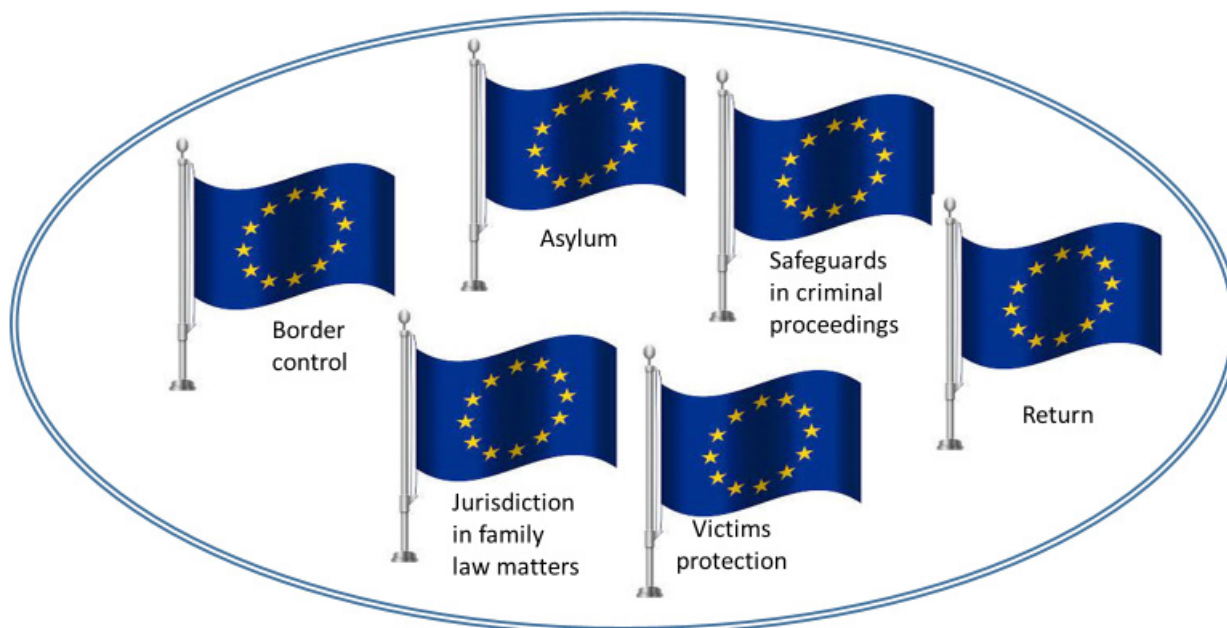 Asylum
Safeguards
in criminal
proceedings
Border
control
Return
Jurisdiction
in family
law matters
Victims
protection